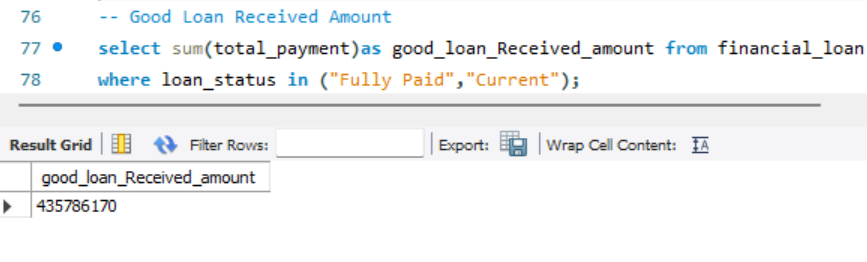 76 -- Good Loan Received Amount
77 select sum(total_payment)as good_loan_Received_amount from financial_loan
78 where loan_status in ("Fully Paid","Current");
Result Grid Filter Rows: Export: Wrap Cell Content: IA
good_loan_Received_amount
435786170